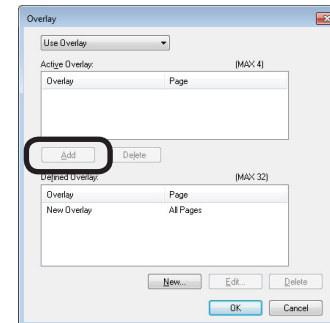 Overlay
Use Overlay
Active Overlay: (MAX 4)
Overlay Page
Add Delete
Defined Overlay: (MAX 32)
Overlay Page
New Overlay All Pages
New... Edit... Delete
OK Cancel